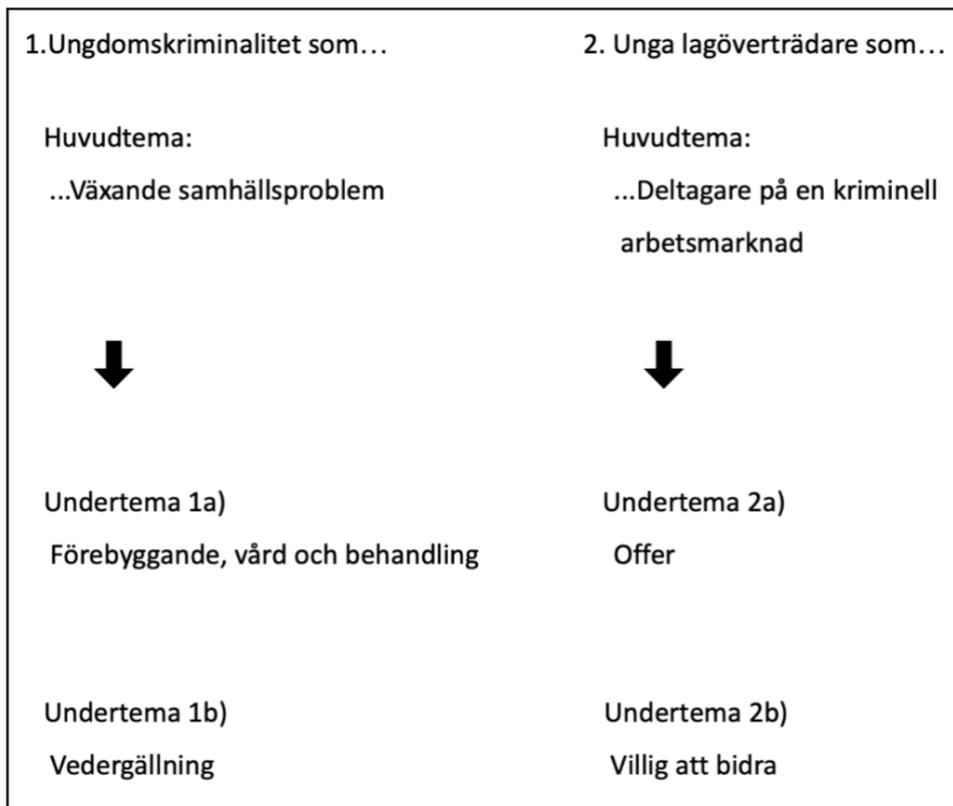 1.Ungdomskriminalitet som…
Huvudtema:
...Växande samhällsproblem
Undertema 1a)
Förebyggande, vård och behandling
Undertema 1b)
Vedergällning
2. Unga lagöverträdare som…
Huvudtema:
...Deltagare på en kriminell
arbetsmarknad
Undertema 2a)
Offer
Undertema 2b)
Villig att bidra